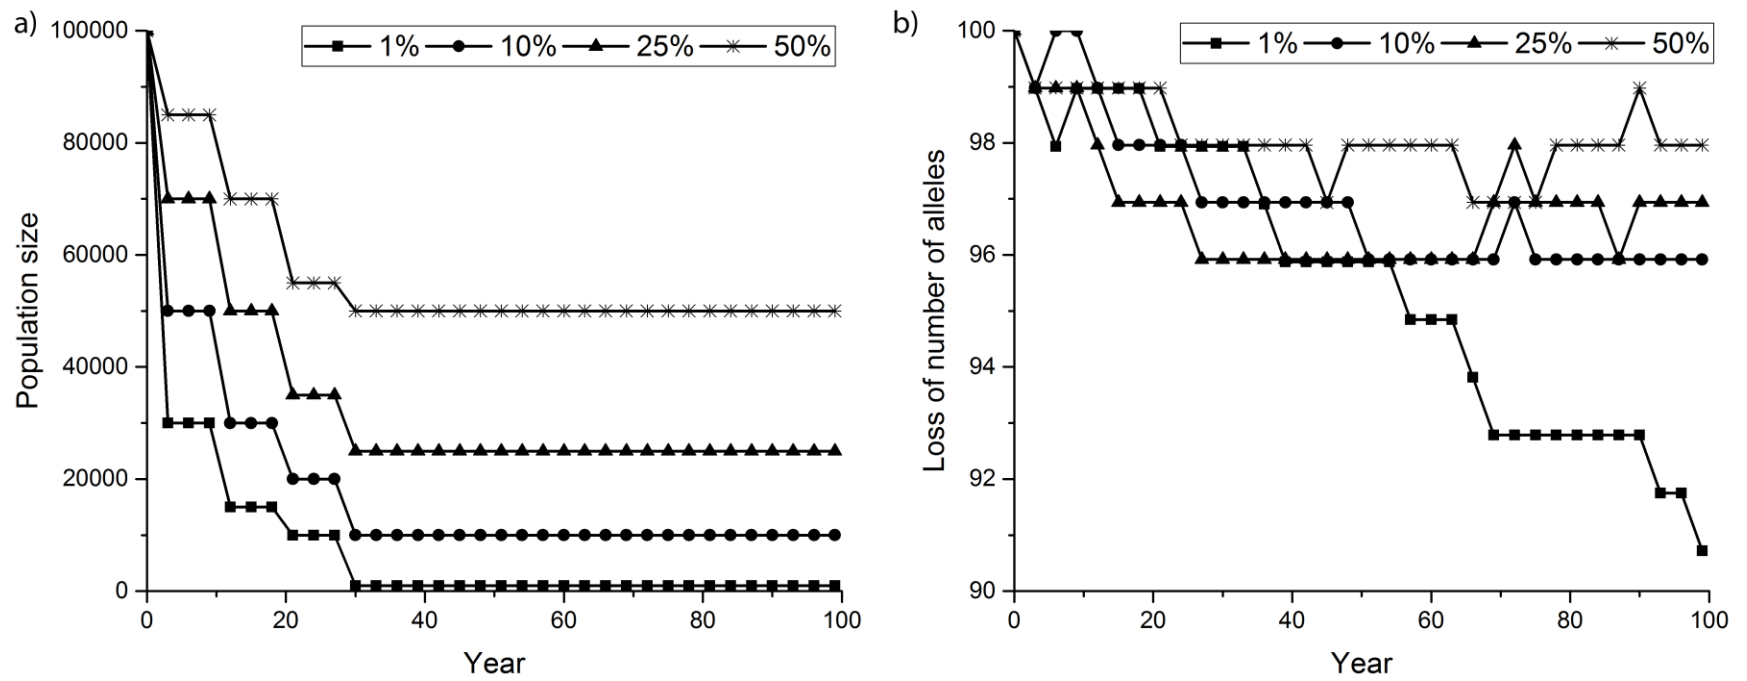 a)
1% 10% 25% 50%
Population size
100000
80000
60000
40000
20000
0
0 20 40 60 80 100
Year
b)
1% 10% 25% 50%
Loss of number of alleles
100
98
96
94
92
90
0 20 40 60 80 100
Year